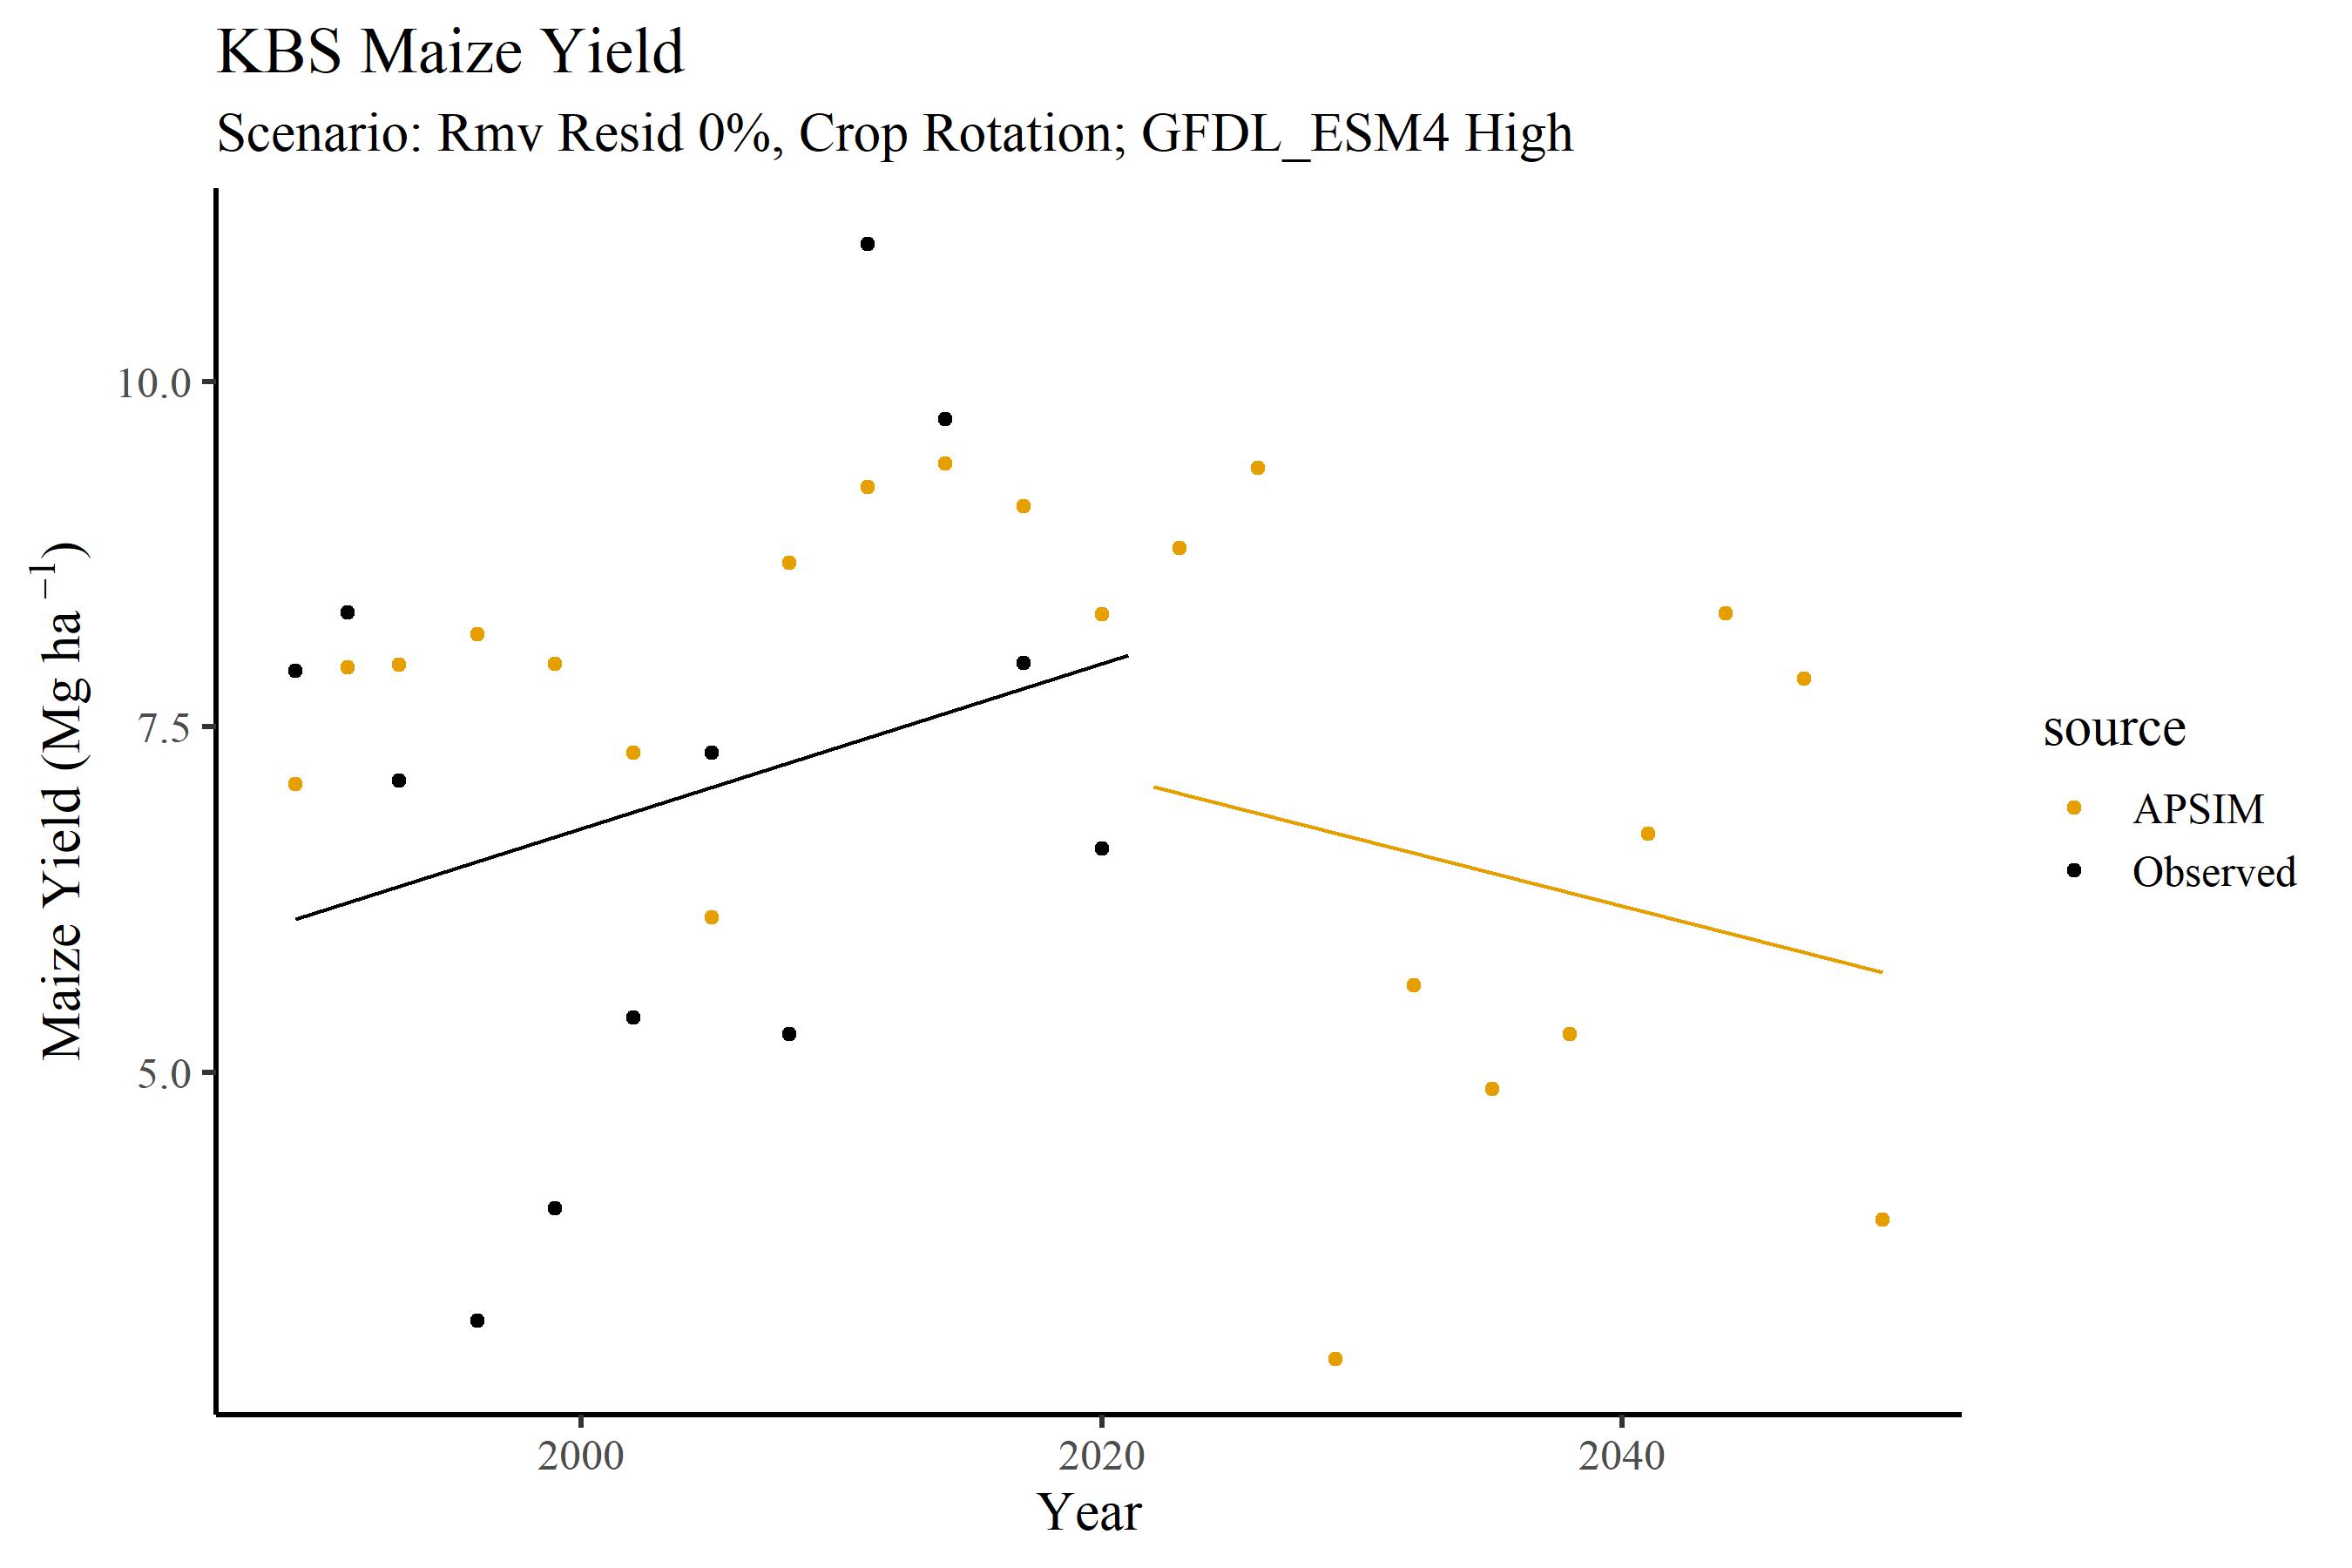 KBS Maize Yield
Scenario: Rmv Resid 0%, Crop Rotation; GFDL_ESM4 High
Maize Yield (Mg ha⁻¹)
10.0
7.5
5.0
2000
2020
2040
Year
source
APSIM
Observed